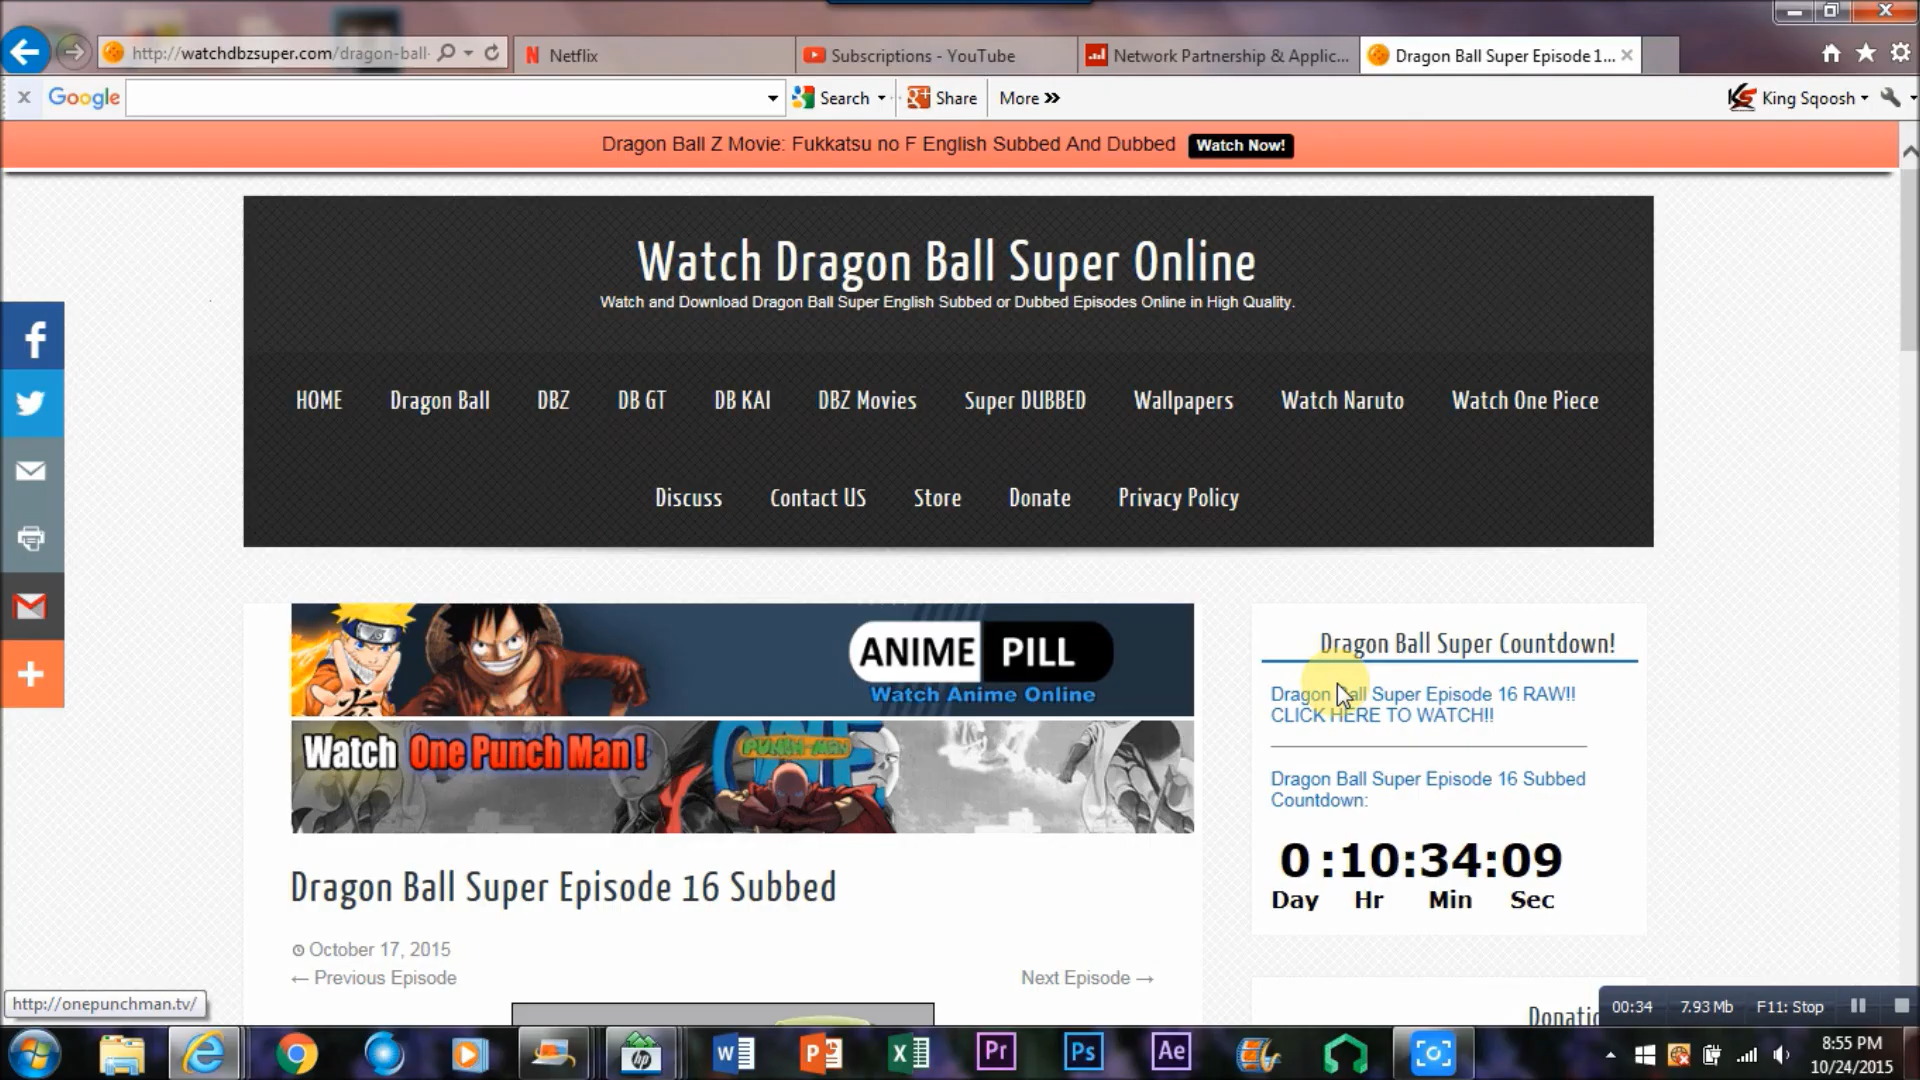 http://watchdbzsuper.com/dragon-ball-
Netflix
Subscriptions - YouTube
Network Partnership & Applic...
Dragon Ball Super Episode 1...
x Google
Search
Share
More »
King Sqoosh
Dragon Ball Z Movie: Fukkatsu no F English Subbed And Dubbed Watch Now!
Watch Dragon Ball Super Online
Watch and Download Dragon Ball Super English Subbed or Dubbed Episodes Online in High Quality.
HOME Dragon Ball DBZ DB GT DB KAI DBZ Movies Super DUBBED Wallpapers Watch Naruto Watch One Piece
Discuss Contact US Store Donate Privacy Policy
ANIME PILL
Watch Anime Online
Watch One Punch Man!
PUNCH-MAN
ONE
Dragon Ball Super Episode 16 Subbed
October 17, 2015
← Previous Episode
Next Episode →
Dragon Ball Super Countdown!
Dragon Ball Super Episode 16 RAW!!
CLICK HERE TO WATCH!!
Dragon Ball Super Episode 16 Subbed
Countdown:
0 :10:34:09
Day Hr Min Sec
http://onepunchman.tv/
00:34 7.93 Mb F11: Stop
hp
W P X Pr Ps Ae
8:55 PM
10/24/2015